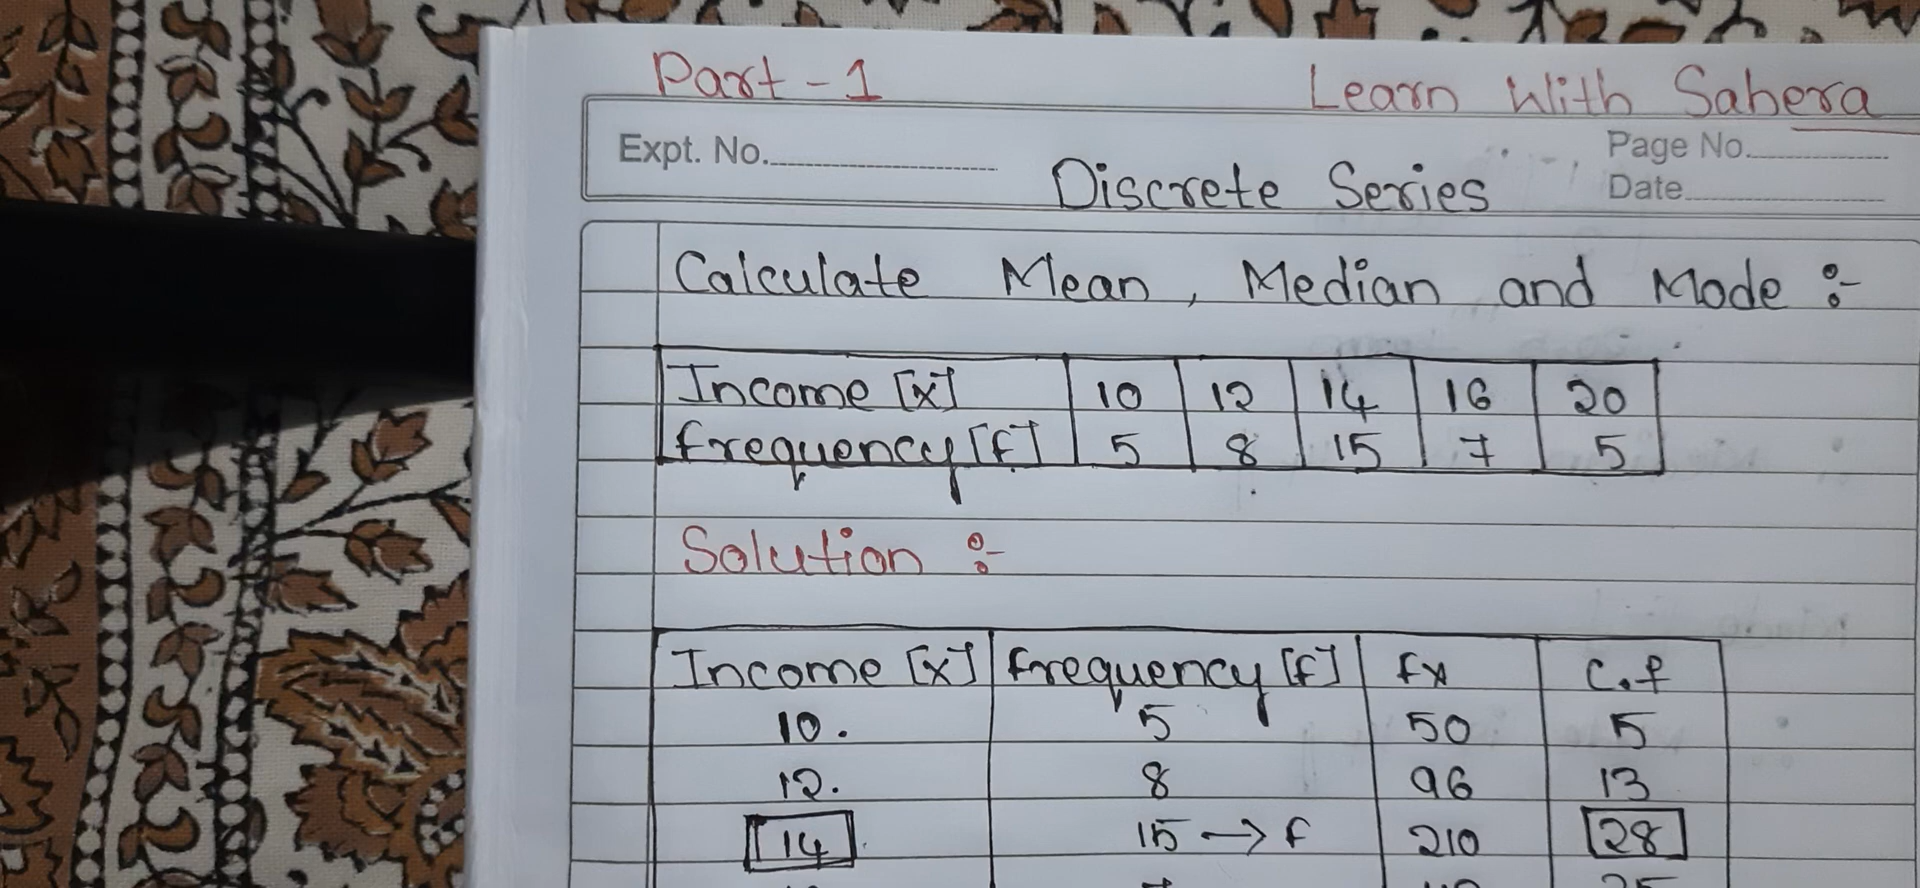 Part - 1 Learn With Sahera
Expt. No. Page No.
Discrete Series Date
Calculate Mean, Median and Mode :-
Income [x] 10 12 14 16 20
frequency [f] 5 8 15 7 5
Solution :-
Income [x] frequency [f] fx C.f
10. 5 50 5
12. 8 96 13
14 15 → f 210 28